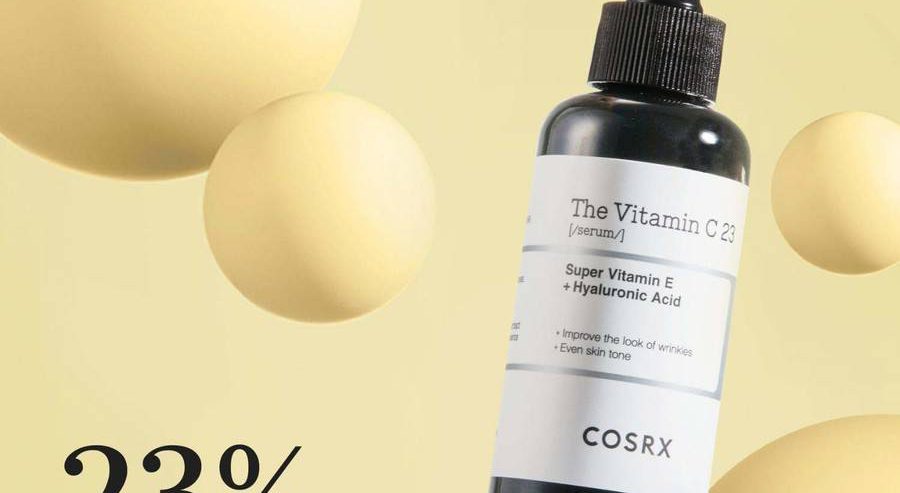 The Vitamin C 23
[/serum/]
Super Vitamin E
+ Hyaluronic Acid
+ Improve the look of wrinkles
+ Even skin tone
COSRX
23%